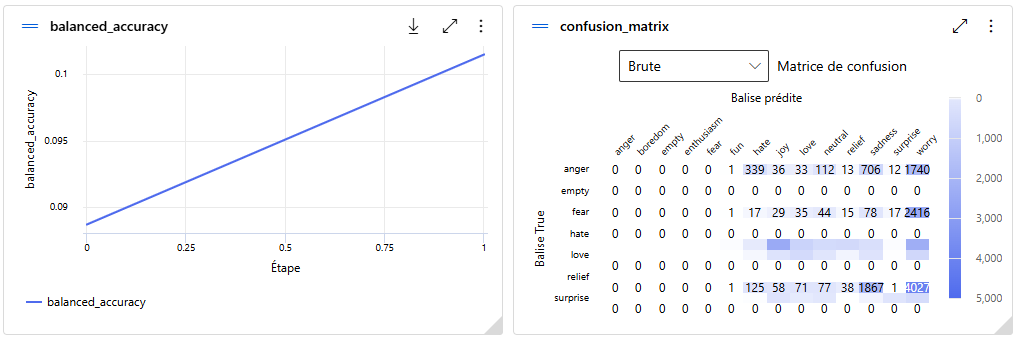 balanced_accuracy
0.1
0.095
0.09
balanced_accuracy
0
0.25
0.5
0.75
1
Étape
balanced_accuracy
confusion_matrix
Brute
Matrice de confusion
Balise prédite
anger boredom empty enthusiasm fear fun hate joy love neutral relief sadness surprise worry
Balise True
anger 0 0 0 0 0 1 339 36 33 112 13 706 12 1740
empty 0 0 0 0 0 0 0 0 0 0 0 0 0 0
fear 0 0 0 0 0 1 17 29 35 44 15 78 17 2416
hate 0 0 0 0 0 0 0 0 0 0 0 0 0 0
love
0 0 0 0 0 0 0 0 0 0 0 0 0 0
relief
0 0 0 0 0 1 125 58 71 77 38 1867 1 4027
surprise
0 0 0 0 0 0 0 0 0 0 0 0 0 0
0
1,000
2,000
3,000
4,000
5,000